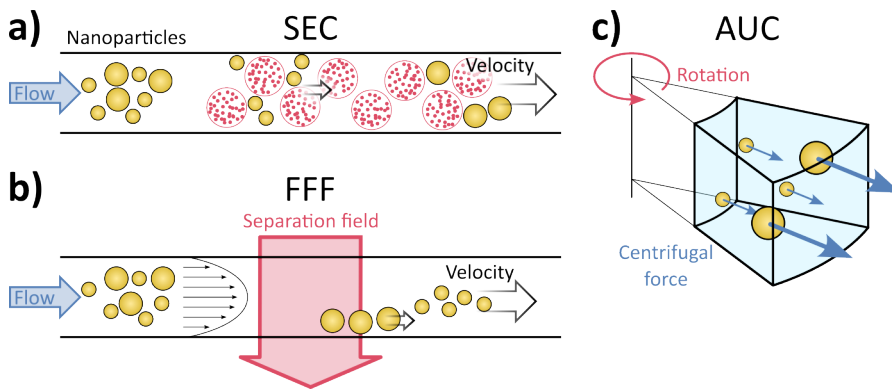 a)
SEC
Nanoparticles
Flow
Velocity
b)
FFF
Separation field
Flow
Velocity
c)
AUC
Rotation
Centrifugal
force